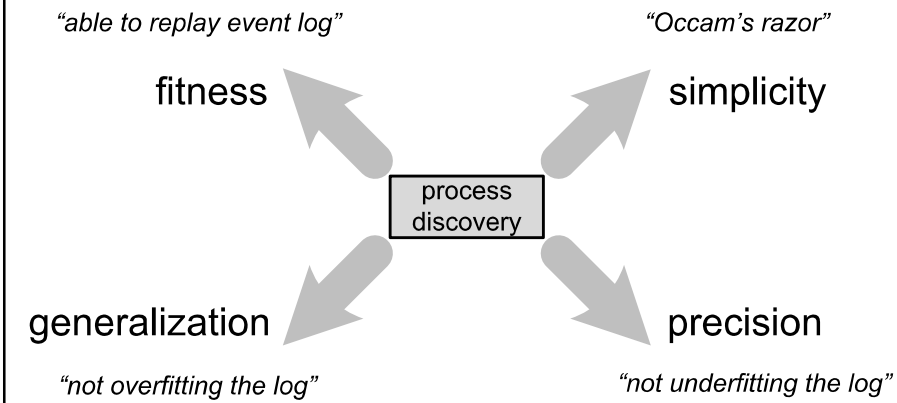 “able to replay event log”
“Occam’s razor”
fitness
simplicity
process
discovery
generalization
precision
“not overfitting the log”
“not underfitting the log”